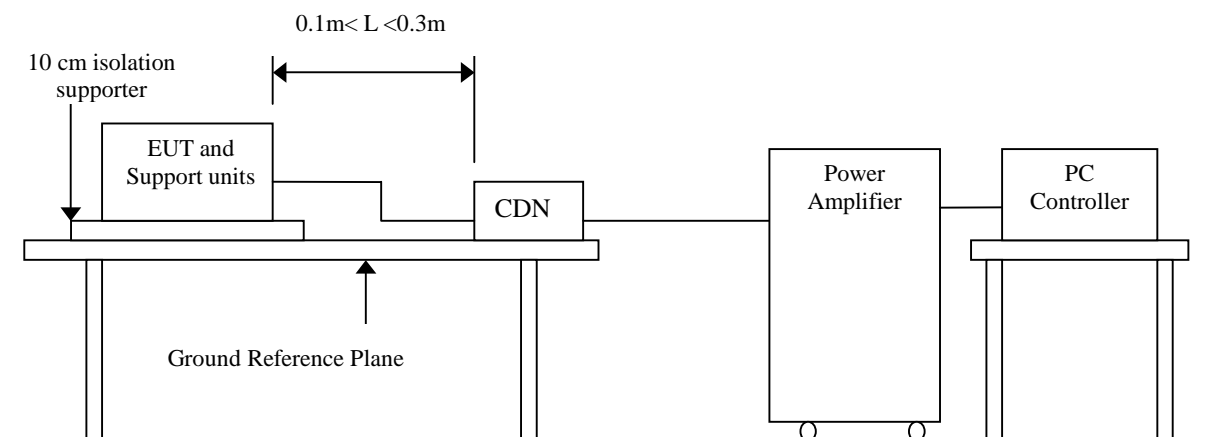 0.1m< L <0.3m
10 cm isolation
supporter
EUT and
Support units
CDN
Power
Amplifier
PC
Controller
Ground Reference Plane